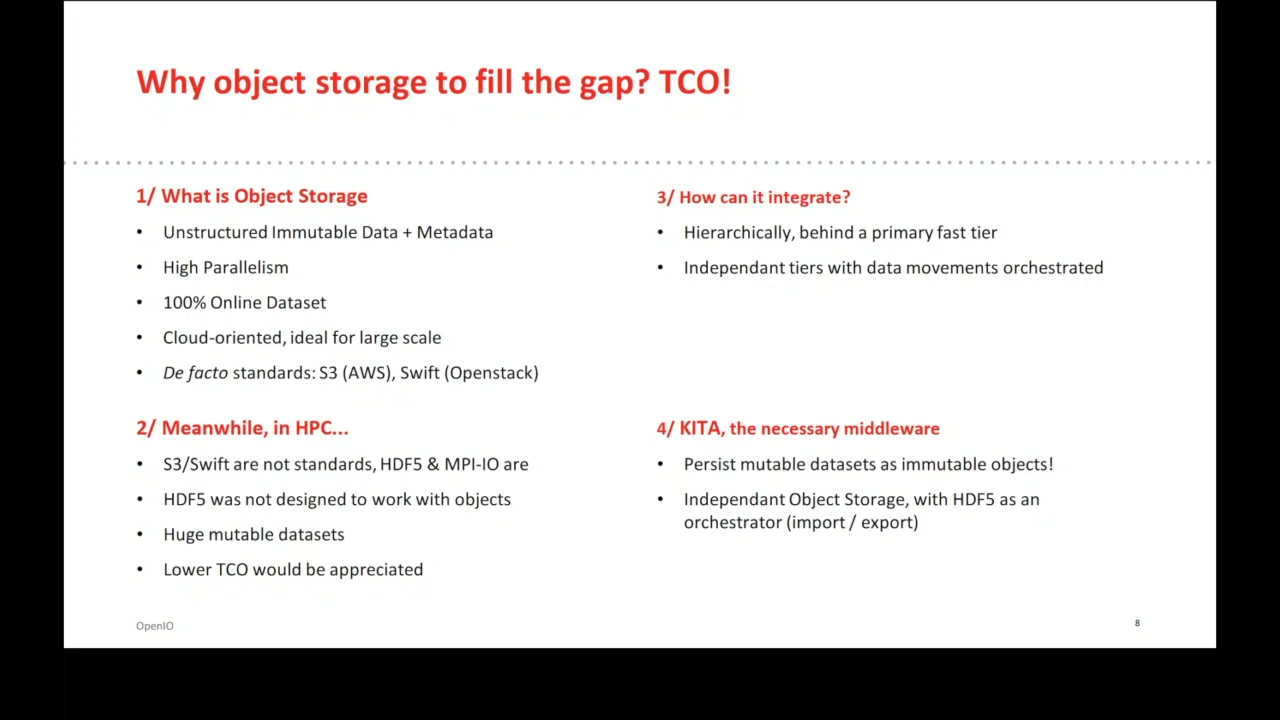 Why object storage to fill the gap? TCO!
1/ What is Object Storage
• Unstructured Immutable Data + Metadata
• High Parallelism
• 100% Online Dataset
• Cloud-oriented, ideal for large scale
• De facto standards: S3 (AWS), Swift (Openstack)
2/ Meanwhile, in HPC...
• S3/Swift are not standards, HDF5 & MPI-IO are
• HDF5 was not designed to work with objects
• Huge mutable datasets
• Lower TCO would be appreciated
3/ How can it integrate?
• Hierarchically, behind a primary fast tier
• Independant tiers with data movements orchestrated
4/ KITA, the necessary middleware
• Persist mutable datasets as immutable objects!
• Independant Object Storage, with HDF5 as an
orchestrator (import / export)
OpenIO
8